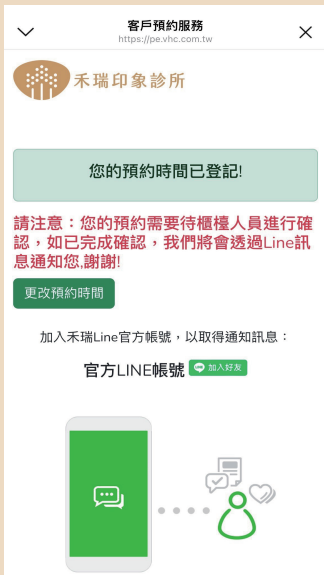 客戶預約服務
https://pe.vhc.com.tw
禾瑞印象診所
您的預約時間已登記!
請注意：您的預約需要待櫃檯人員進行確
認，如已完成確認，我們將會透過Line訊
息通知您,謝謝!
更改預約時間
加入禾瑞Line官方帳號，以取得通知訊息：
官方LINE帳號 加入好友